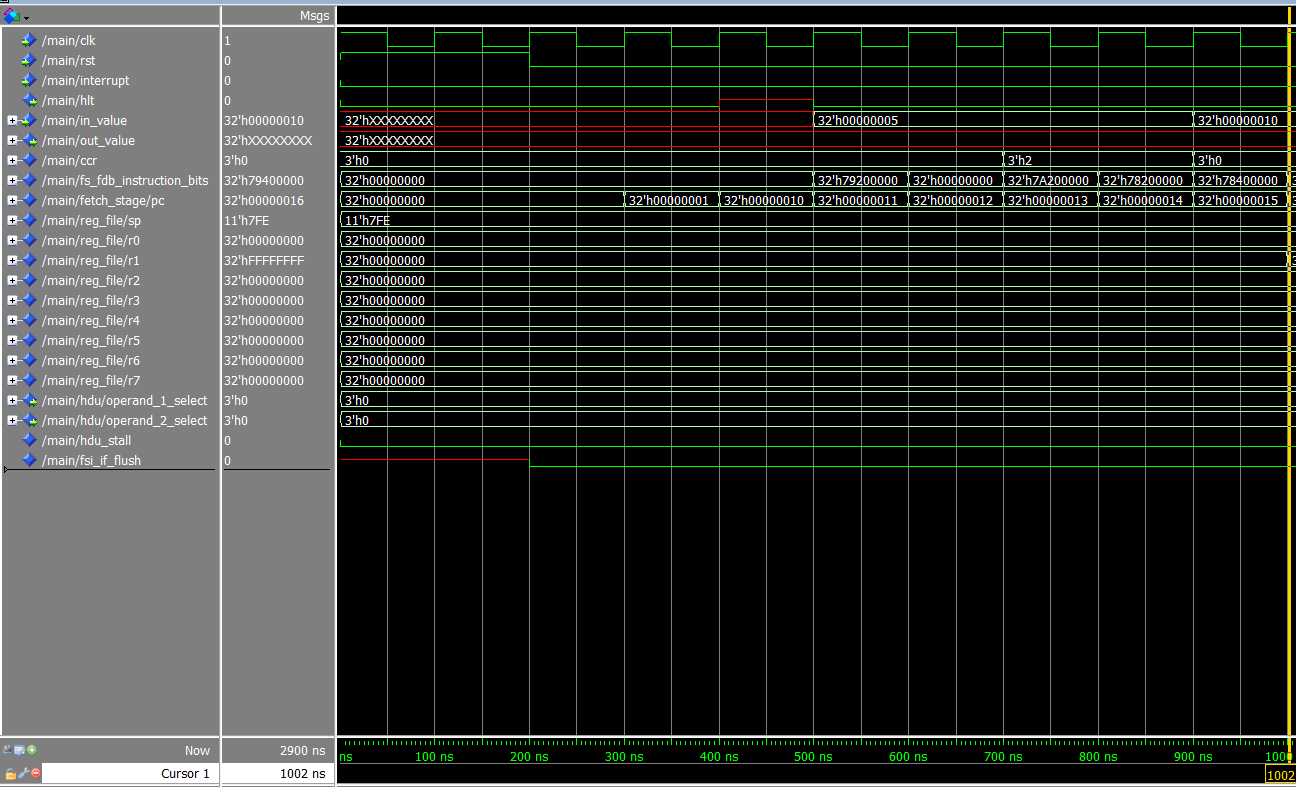 Msgs
/main/clk 1
/main/rst 0
/main/interrupt 0
/main/hlt 0
/main/in_value 32'h00000010 32'hXXXXXXXX 32'h00000005 32'h00000010
/main/out_value 32'hXXXXXXXX 32'hXXXXXXXX
/main/ccr 3'h0 3'h0 3'h2 3'h0
/main/fs_fdb_instruction_bits 32'h79400000 32'h00000000 32'h79200000 32'h00000000 32'h7A200000 32'h78200000 32'h78400000
/main/fetch_stage/pc 32'h00000016 32'h00000000 32'h00000001 32'h00000010 32'h00000011 32'h00000012 32'h00000013 32'h00000014 32'h00000015
/main/reg_file/sp 11'h7FE 11'h7FE
/main/reg_file/r0 32'h00000000 32'h00000000
/main/reg_file/r1 32'hFFFFFFFF 32'h00000000
/main/reg_file/r2 32'h00000000 32'h00000000
/main/reg_file/r3 32'h00000000 32'h00000000
/main/reg_file/r4 32'h00000000 32'h00000000
/main/reg_file/r5 32'h00000000 32'h00000000
/main/reg_file/r6 32'h00000000 32'h00000000
/main/reg_file/r7 32'h00000000 32'h00000000
/main/hdu/operand_1_select 3'h0 3'h0
/main/hdu/operand_2_select 3'h0 3'h0
/main/hdu_stall 0
/main/fsi_if_flush 0
Now 2900 ns ns 100 ns 200 ns 300 ns 400 ns 500 ns 600 ns 700 ns 800 ns 900 ns 1000
Cursor 1 1002 ns 1002